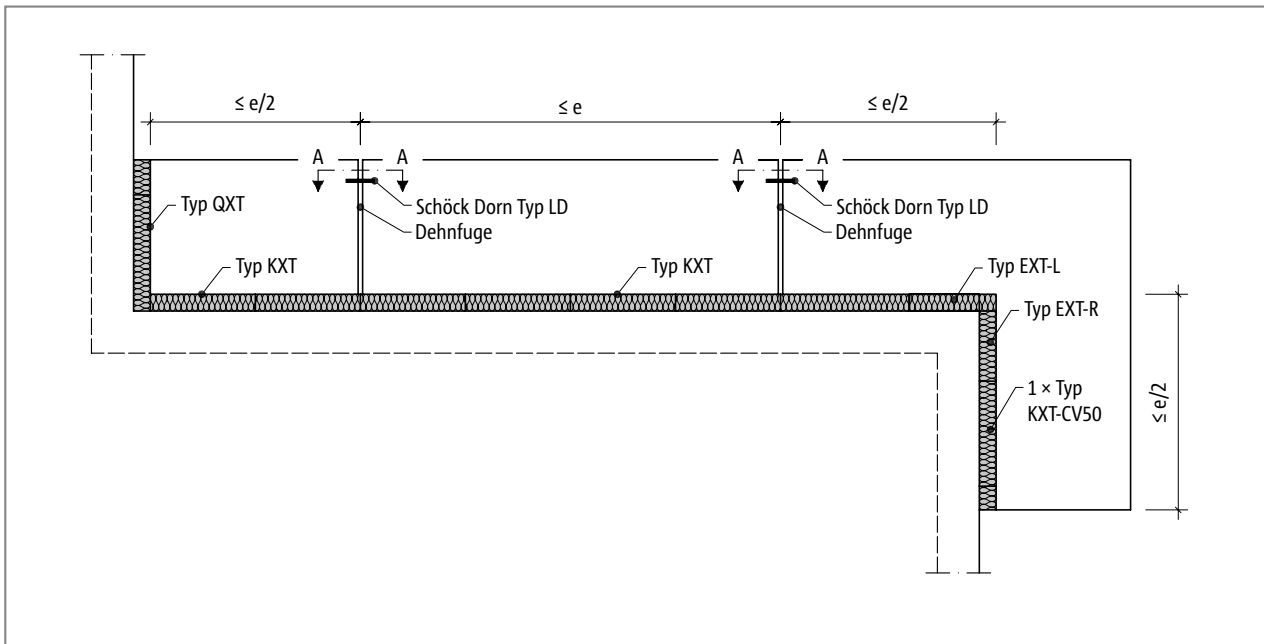 ≤ e/2
≤ e
≤ e/2
A
A
A
A
Typ QXT
Schöck Dorn Typ LD
Dehnfuge
Schöck Dorn Typ LD
Dehnfuge
Typ KXT
Typ KXT
Typ EXT-L
Typ EXT-R
1 × Typ
KXT-CV50
≤ e/2